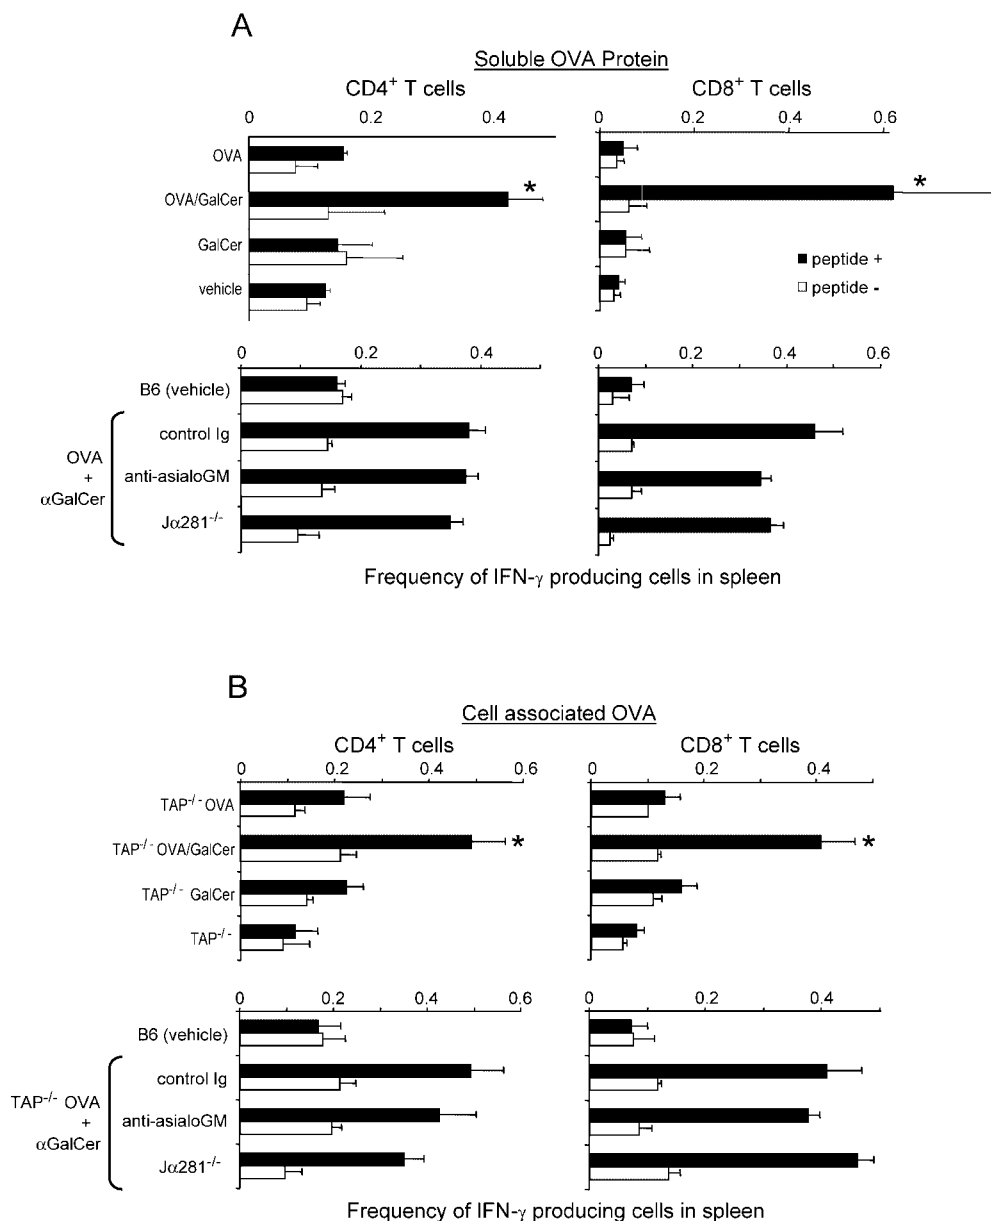 A
Soluble OVA Protein
CD4+ T cells
CD8+ T cells
0 0.2 0.4
0 0.2 0.4 0.6
OVA
OVA/GalCer
*
*
GalCer
vehicle
peptide +
peptide -
0 0.2 0.4
0 0.2 0.4 0.6
B6 (vehicle)
control Ig
anti-asialoGM
Jα281-/-
OVA
+
αGalCer
Frequency of IFN-γ producing cells in spleen
B
Cell associated OVA
CD4+ T cells
CD8+ T cells
0 0.2 0.4 0.6
0 0.2 0.4
TAP-/- OVA
TAP-/- OVA/GalCer
*
*
TAP-/- GalCer
TAP-/-
0 0.2 0.4 0.6
0 0.2 0.4
B6 (vehicle)
control Ig
anti-asialoGM
Jα281-/-
TAP-/- OVA
+
αGalCer
Frequency of IFN-γ producing cells in spleen